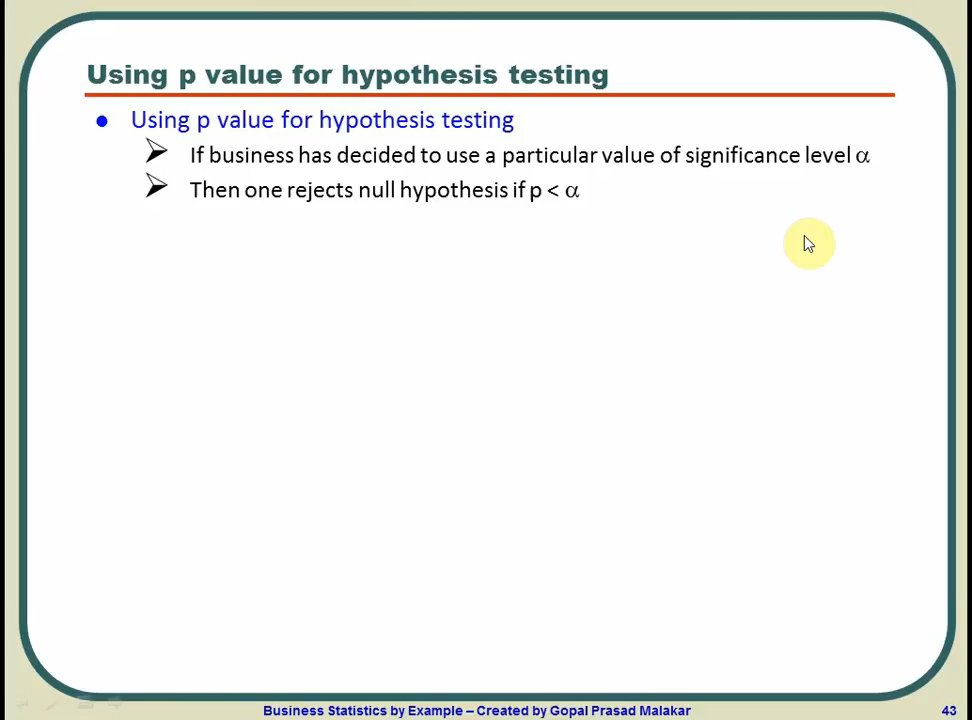 Using p value for hypothesis testing
Using p value for hypothesis testing
If business has decided to use a particular value of significance level α
Then one rejects null hypothesis if p < α
Business Statistics by Example – Created by Gopal Prasad Malakar
43